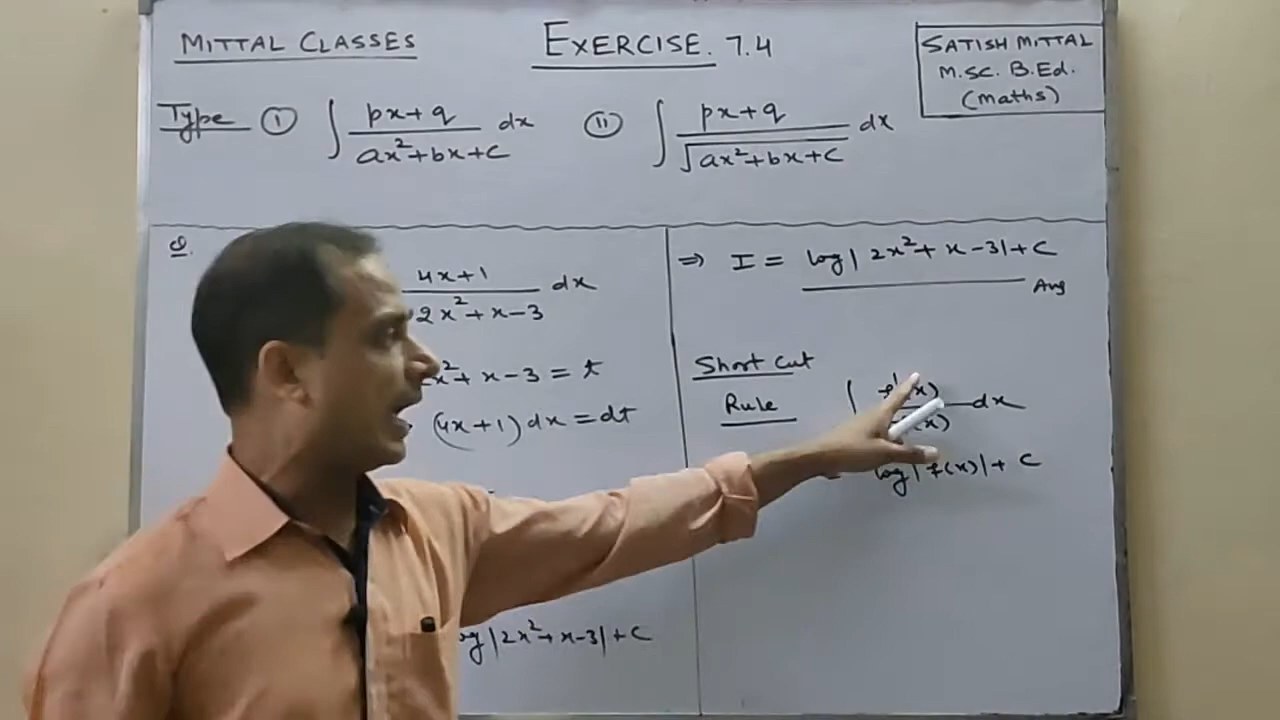 MITTAL CLASSES
EXERCISE. 7.4
SATISH MITTAL
M.SC. B.Ed.
(Maths)
Type (i) ∫ px+q / ax²+bx+c dx (ii) ∫ px+q / √ax²+bx+c dx
Q.
4x+1 / 2x²+x-3 dx
x²+x-3 = t
(4x+1) dx = dt
log|2x²+x-3|+c
⇒ I = log|2x²+x-3|+c
Ans
Short cut
Rule
∫ f'(x) / (x) dx
log|f(x)|+c